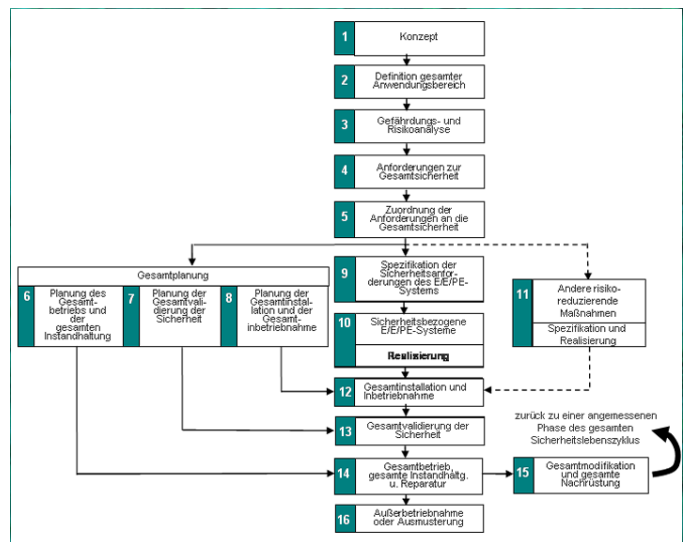 1
Konzept
2
Definition gesamter
Anwendungsbereich
3
Gefährdungs- und
Risikoanalyse
4
Anforderungen zur
Gesamtsicherheit
5
Zuordnung der
Anforderungen an die
Gesamtsicherheit
Gesamtplanung
6
Planung des
Gesamt-
betriebs und
der
gesamten
Instandhaltung
7
Planung der
Gesamtvali-
dierung der
Sicherheit
8
Planung der
Gesamtinstal-
lation und der
Gesamt-
inbetriebnahme
9
Spezifikation der
Sicherheitsanfor-
derungen des E/E/PE-
Systems
10
Sicherheitsbezogene
E/E/PE-Systeme
Realisierung
11
Andere risiko-
reduzierende
Maßnahmen
Spezifikation und
Realisierung
12
Gesamtinstallation und
Inbetriebnahme
13
Gesamtvalidierung der
Sicherheit
zurück zu einer angemessenen
Phase des gesamten
Sicherheitslebenszyklus
14
Gesamtbetrieb,
gesamte Instandhaltg.
u. Reparatur
15
Gesamtmodifikation
und gesamte
Nachrüstung
16
Außerbetriebnahme
oder Ausmusterung